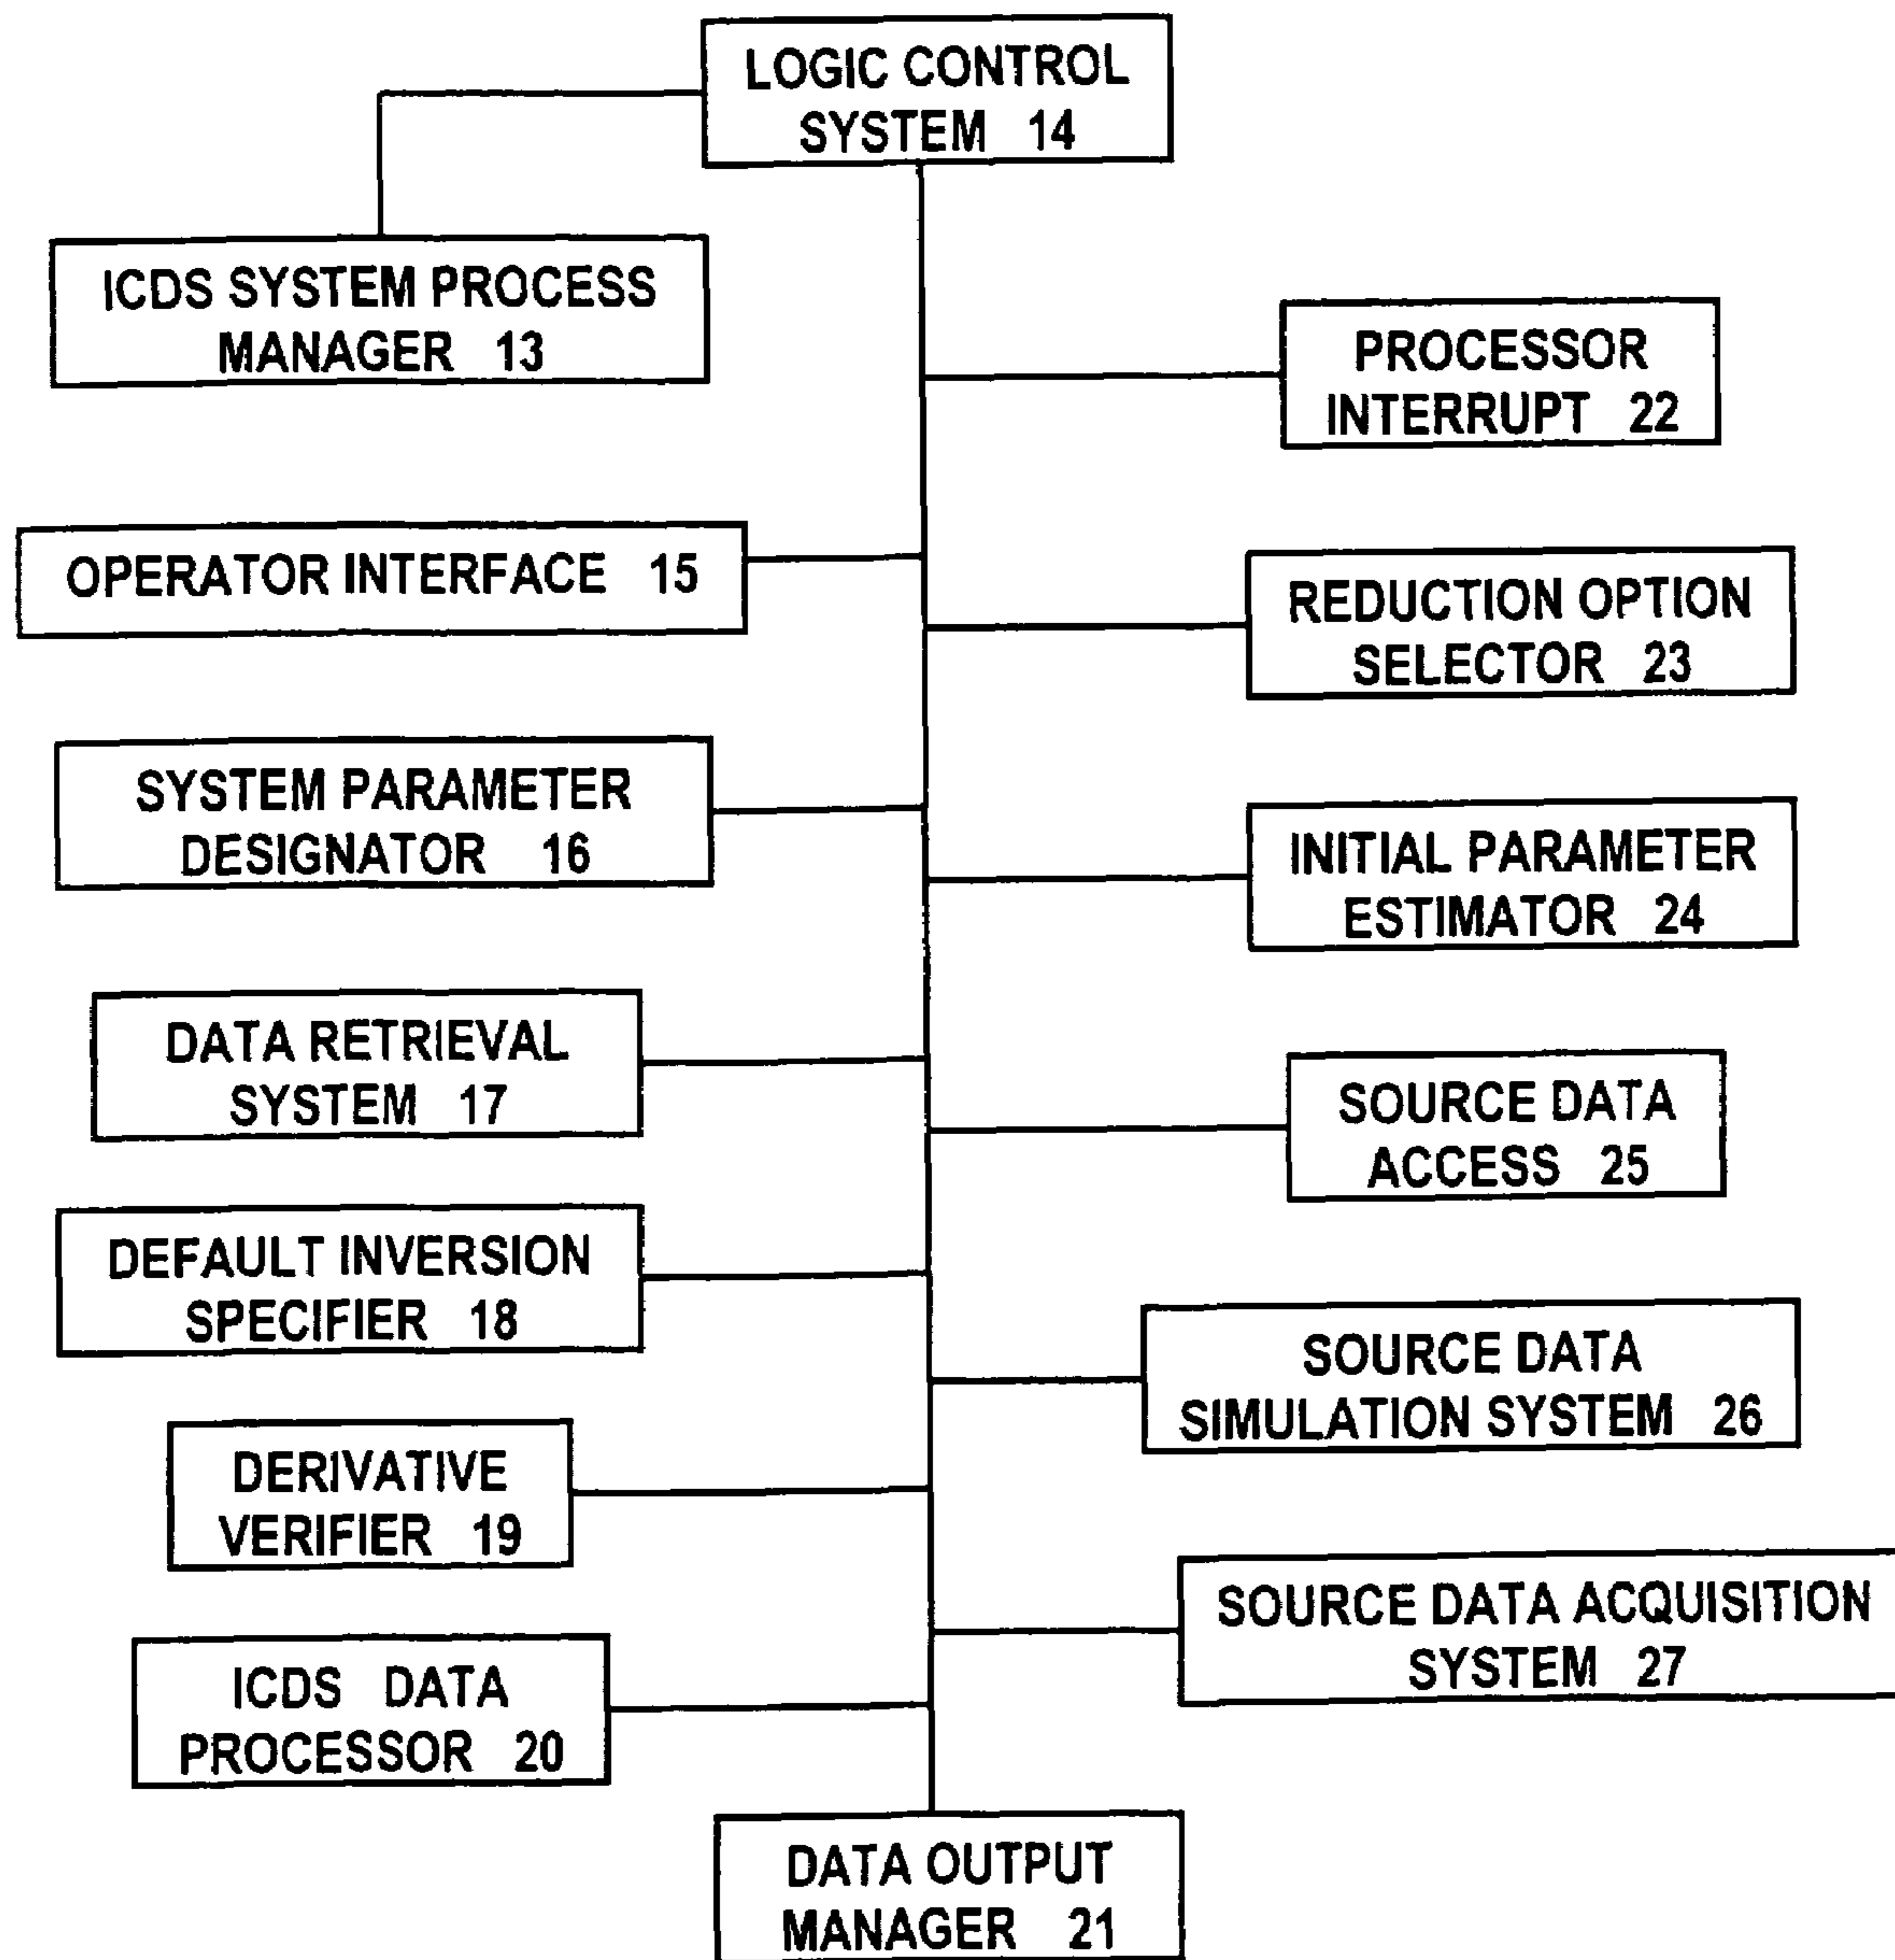 LOGIC CONTROL
SYSTEM 14
ICDS SYSTEM PROCESS
MANAGER 13
PROCESSOR
INTERRUPT 22
OPERATOR INTERFACE 15
REDUCTION OPTION
SELECTOR 23
SYSTEM PARAMETER
DESIGNATOR 16
INITIAL PARAMETER
ESTIMATOR 24
DATA RETRIEVAL
SYSTEM 17
SOURCE DATA
ACCESS 25
DEFAULT INVERSION
SPECIFIER 18
SOURCE DATA
SIMULATION SYSTEM 26
DERIVATIVE
VERIFIER 19
SOURCE DATA ACQUISITION
SYSTEM 27
ICDS DATA
PROCESSOR 20
DATA OUTPUT
MANAGER 21